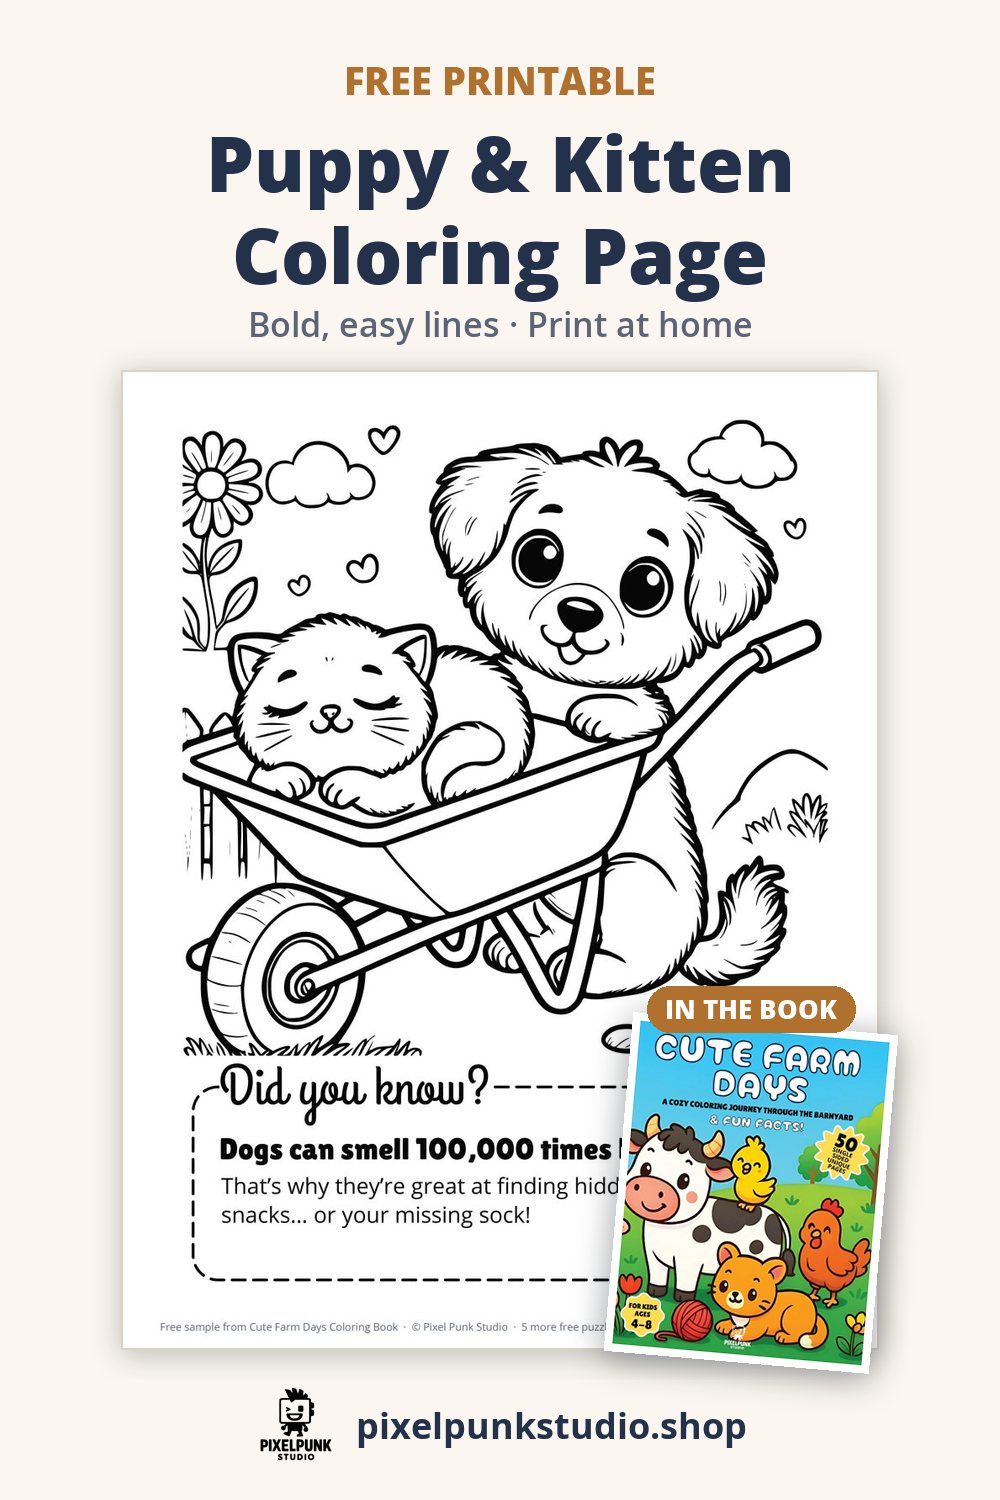 FREE PRINTABLE
Puppy & Kitten
Coloring Page
Bold, easy lines · Print at home
Did you know?
Dogs can smell 100,000 times
That's why they're great at finding
snacks... or your missing sock!
Free sample from Cute Farm Days Coloring Book · © Pixel Punk Studio · 5 more free
IN THE BOOK
CUTE FARM
DAYS
A COZY COLORING JOURNEY THROUGH THE BARNYARD
& FUN FACTS!
50
SINGLE
SIDED
UNIQUE
PAGES
FOR KIDS
AGES
4–8
PIXELPUNK
STUDIO
PIXELPUNK
STUDIO
pixelpunkstudio.shop